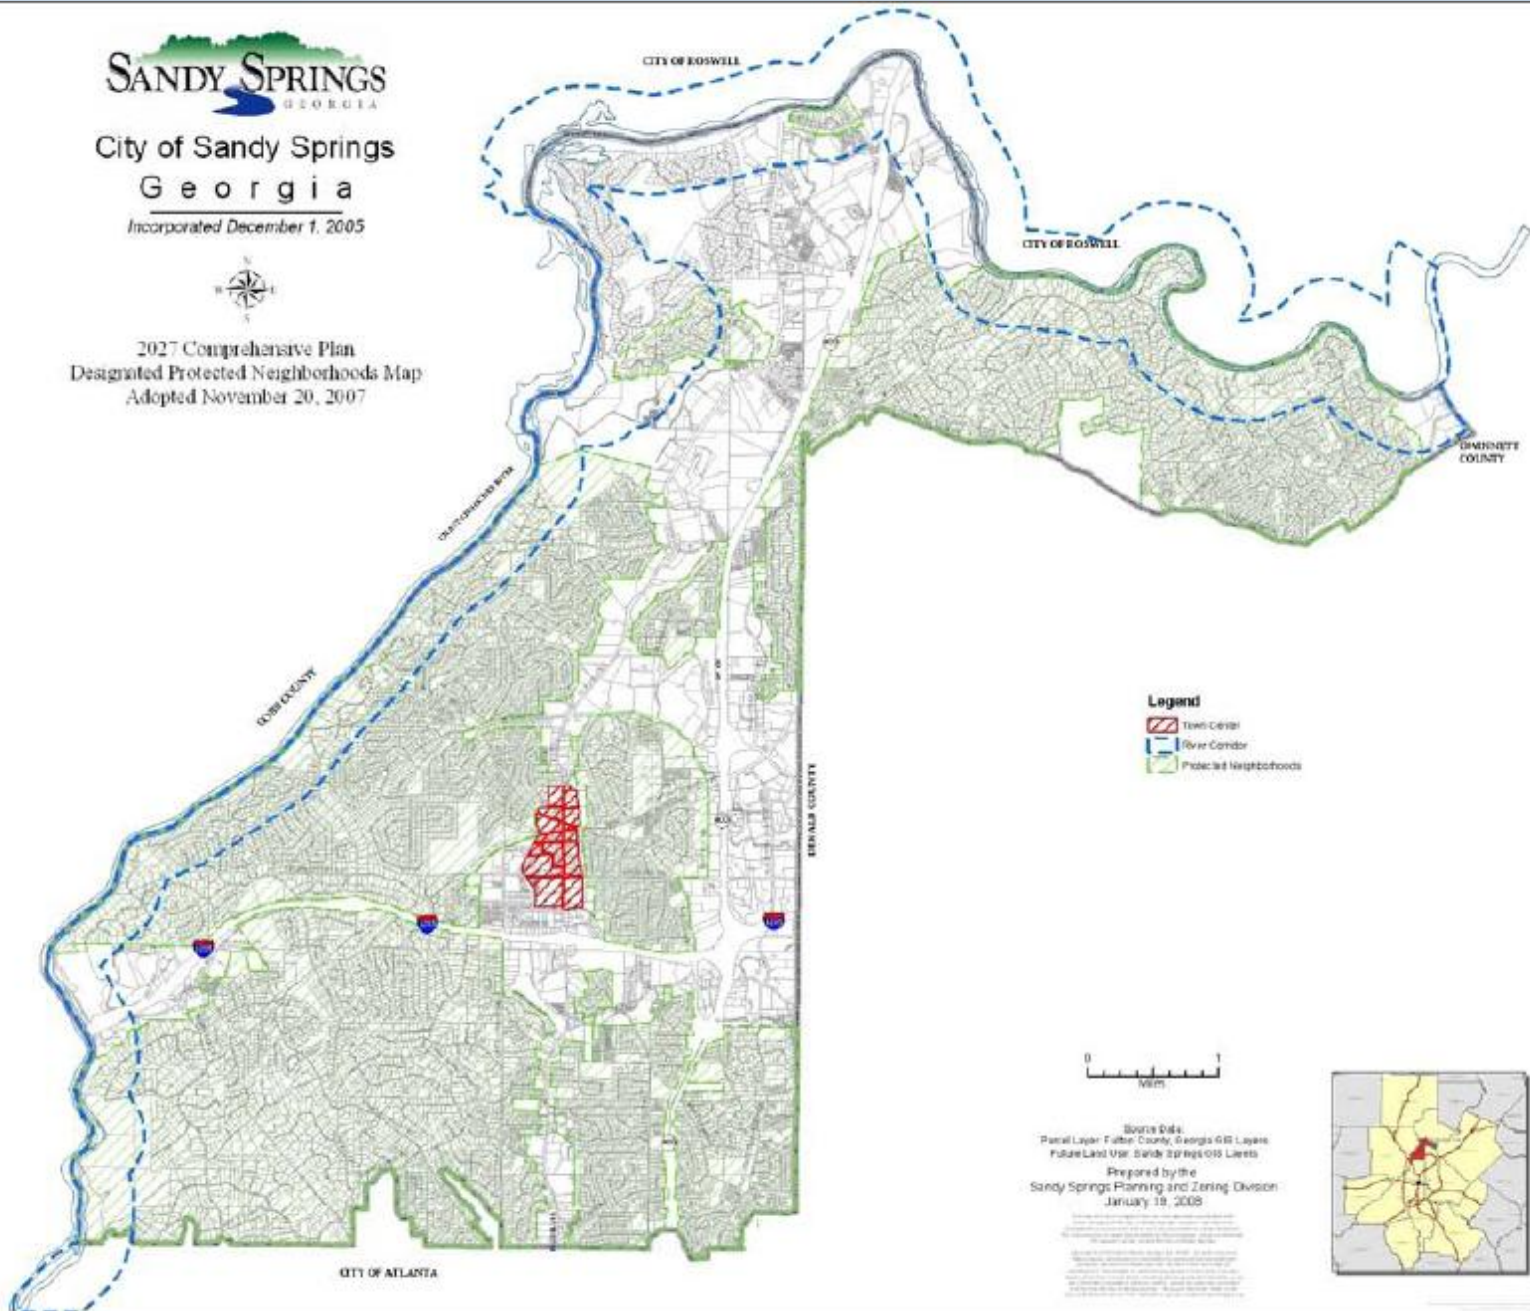 SANDY SPRINGS
GEORGIA
City of Sandy Springs
Georgia
Incorporated December 1, 2005
N
W
E
S
2027 Comprehensive Plan
Designated Protected Neighborhoods Map
Adopted November 20, 2007
CITY OF ROSWELL
CITY OF ROSWELL
GWINNETT
COUNTY
CHATTAHOOCHEE RIVER
COBB COUNTY
DEKALB COUNTY
CITY OF ATLANTA
Legend
Town Center
River Corridor
Protected Neighborhoods
0 1
Miles
Source Data:
Parcel Layer: Fulton County, Georgia GIS Layers
Future Land Use: Sandy Springs GIS Layers
Prepared by the
Sandy Springs Planning and Zoning Division
January 19, 2008